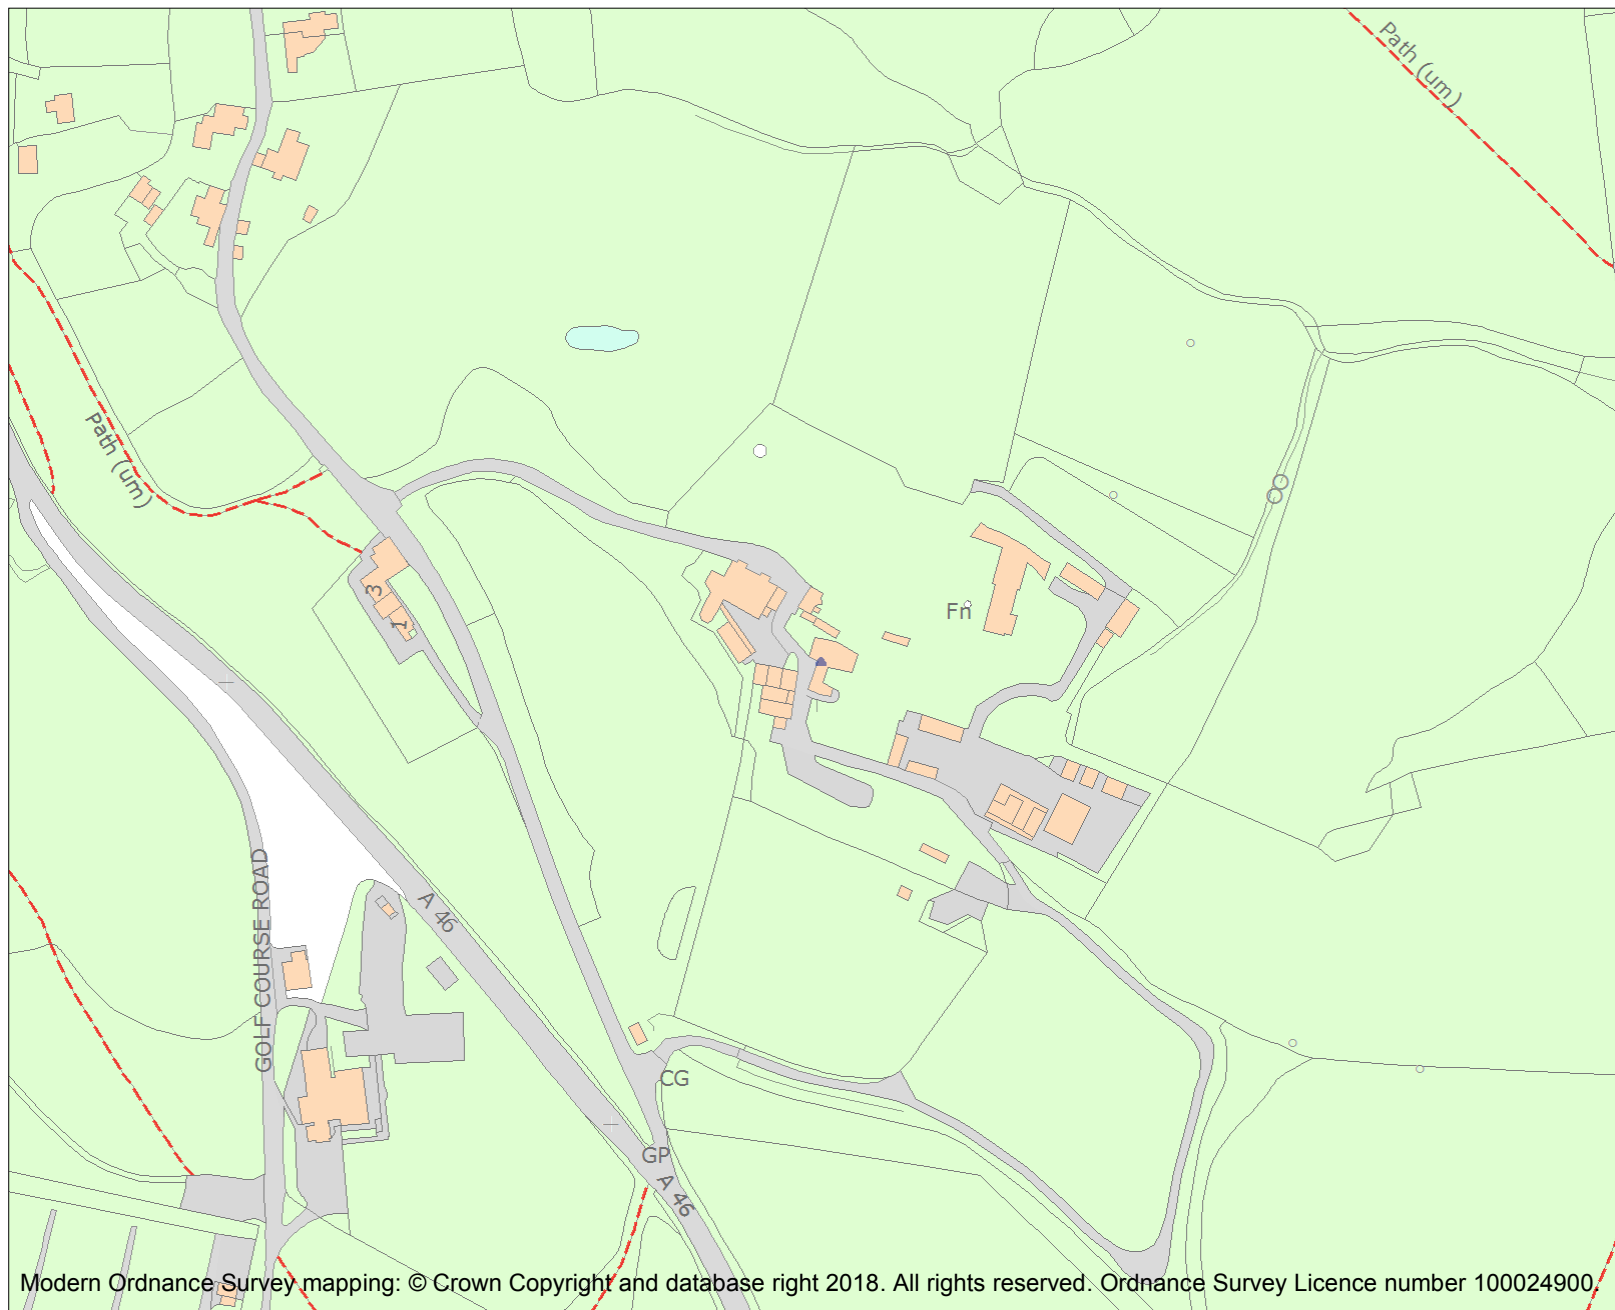 Path (um)
Path (um)
3
1
Fn
A 46
GOLF COURSE ROAD
CG
GP
A 46
Modern Ordnance Survey mapping: © Crown Copyright and database right 2018. All rights reserved. Ordnance Survey Licence number 100024900.